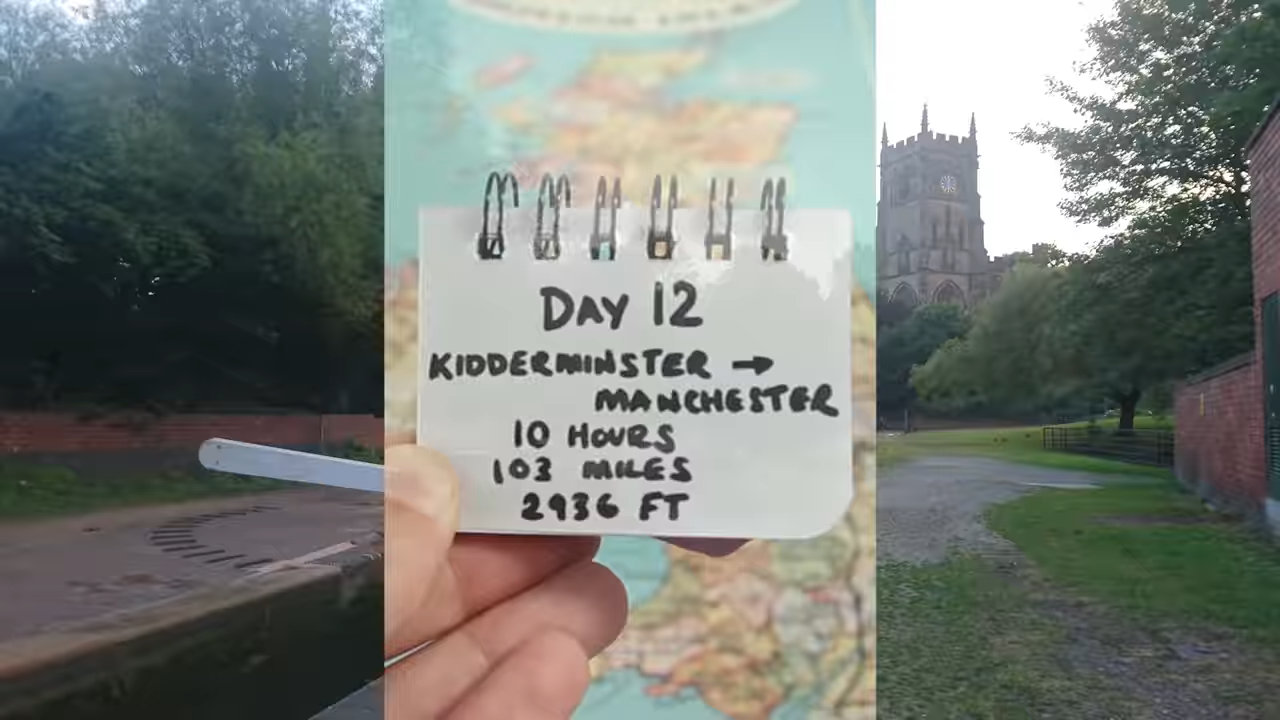 DAY 12
KIDDERMINSTER →
MANCHESTER
10 HOURS
103 MILES
2936 FT